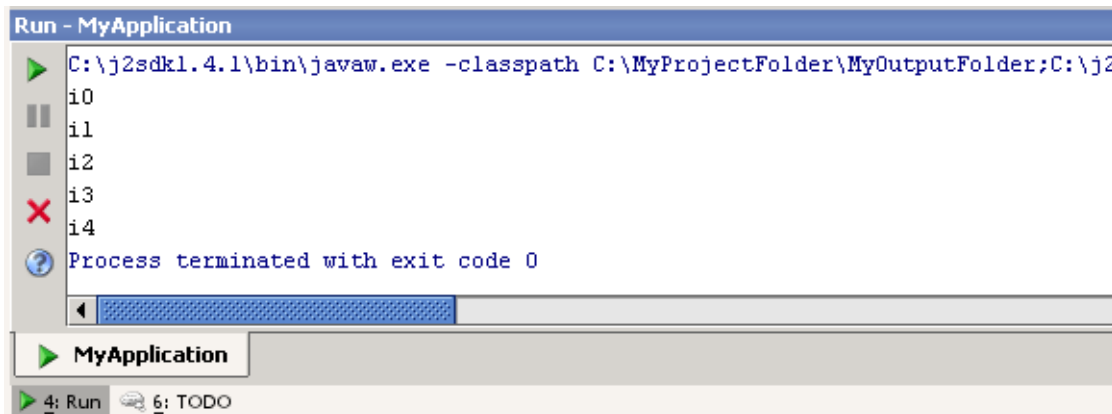 Run - MyApplication
C:\j2sdk1.4.1\bin\javaw.exe -classpath C:\MyProjectFolder\MyOutputFolder;C:\j2
i0
i1
i2
i3
i4
Process terminated with exit code 0
MyApplication
4: Run 6: TODO